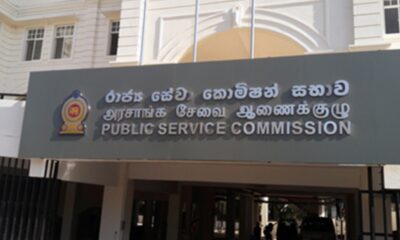 රාජ්‍ය සේවා කොමිෂන් සභාව
அரசாங்க சேவை ஆணைக்குழு
PUBLIC SERVICE COMMISSION